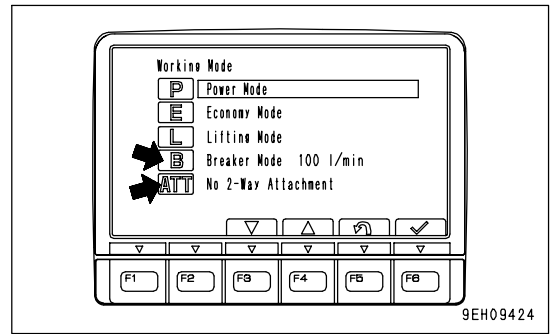 Working Mode
P Power Mode
E Economy Mode
L Lifting Mode
B Breaker Mode 100 l/min
ATT No 2-Way Attachment
F1 F2 F3 F4 F5 F6
9EH09424